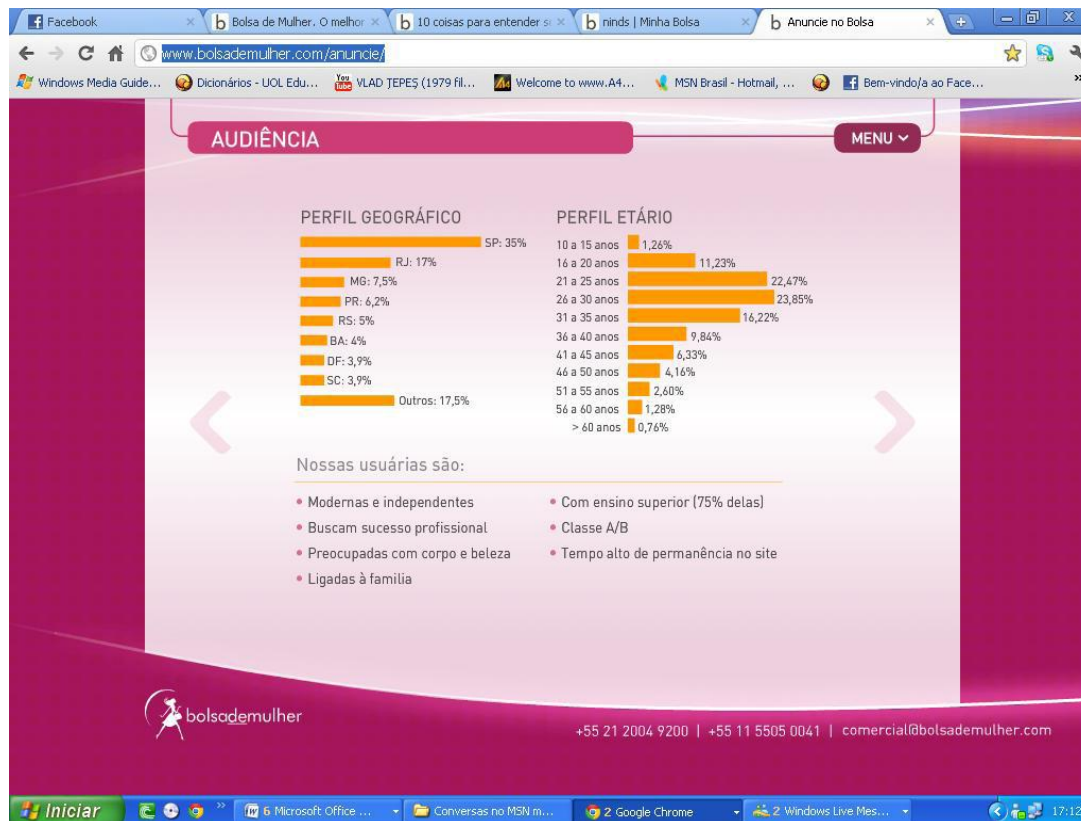 Facebook
Bolsa de Mulher. O melhor
10 coisas para entender s
ninds | Minha Bolsa
Anuncie no Bolsa
www.bolsademulher.com/anuncie/
Windows Media Guide...
Dicionários - UOL Edu...
You Tube
VLAD ŢEPEŞ (1979 fil...
Welcome to www.A4...
MSN Brasil - Hotmail, ...
Bem-vindo/a ao Face...
AUDIÊNCIA
MENU
PERFIL GEOGRÁFICO
SP: 35%
RJ: 17%
MG: 7,5%
PR: 6,2%
RS: 5%
BA: 4%
DF: 3,9%
SC: 3,9%
Outros: 17,5%
PERFIL ETÁRIO
10 a 15 anos 1,26%
16 a 20 anos 11,23%
21 a 25 anos 22,47%
26 a 30 anos 23,85%
31 a 35 anos 16,22%
36 a 40 anos 9,84%
41 a 45 anos 6,33%
46 a 50 anos 4,16%
51 a 55 anos 2,60%
56 a 60 anos 1,28%
> 60 anos 0,76%
Nossas usuárias são:
• Modernas e independentes
• Buscam sucesso profissional
• Preocupadas com corpo e beleza
• Ligadas à familia
• Com ensino superior (75% delas)
• Classe A/B
• Tempo alto de permanência no site
bolsademulher
+55 21 2004 9200 | +55 11 5505 0041 | comercial@bolsademulher.com
Iniciar
6 Microsoft Office ...
Conversas no MSN m...
2 Google Chrome
2 Windows Live Mes...
17:12